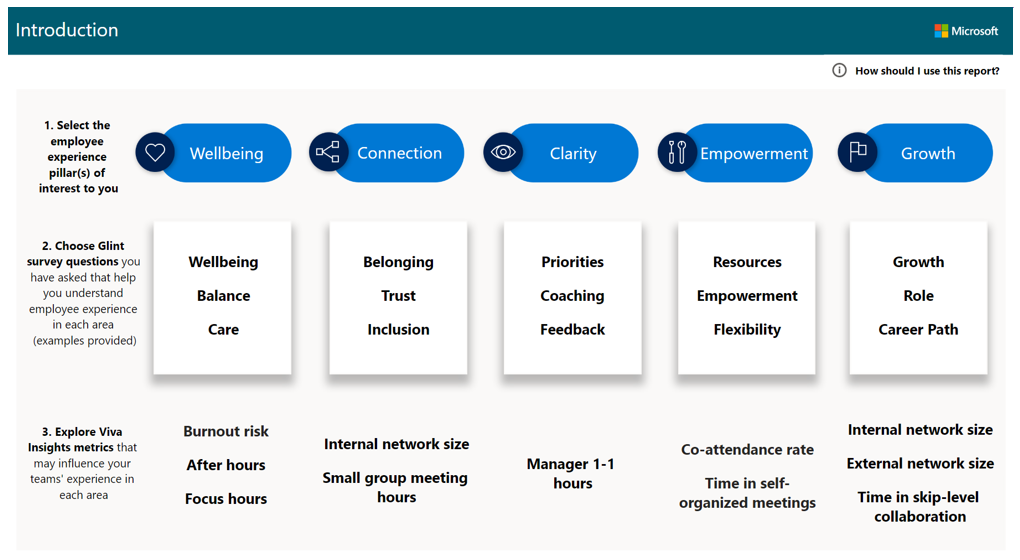 Introduction
Microsoft
How should I use this report?
1. Select the
employee
experience
pillar(s) of
interest to you
Wellbeing
Connection
Clarity
Empowerment
Growth
2. Choose Glint
survey questions you
have asked that help
you understand
employee experience
in each area
(examples provided)
Wellbeing
Balance
Care
Belonging
Trust
Inclusion
Priorities
Coaching
Feedback
Resources
Empowerment
Flexibility
Growth
Role
Career Path
3. Explore Viva
Insights metrics that
may influence your
teams' experience in
each area
Burnout risk
After hours
Focus hours
Internal network size
Small group meeting
hours
Manager 1-1
hours
Co-attendance rate
Time in self-
organized meetings
Internal network size
External network size
Time in skip-level
collaboration